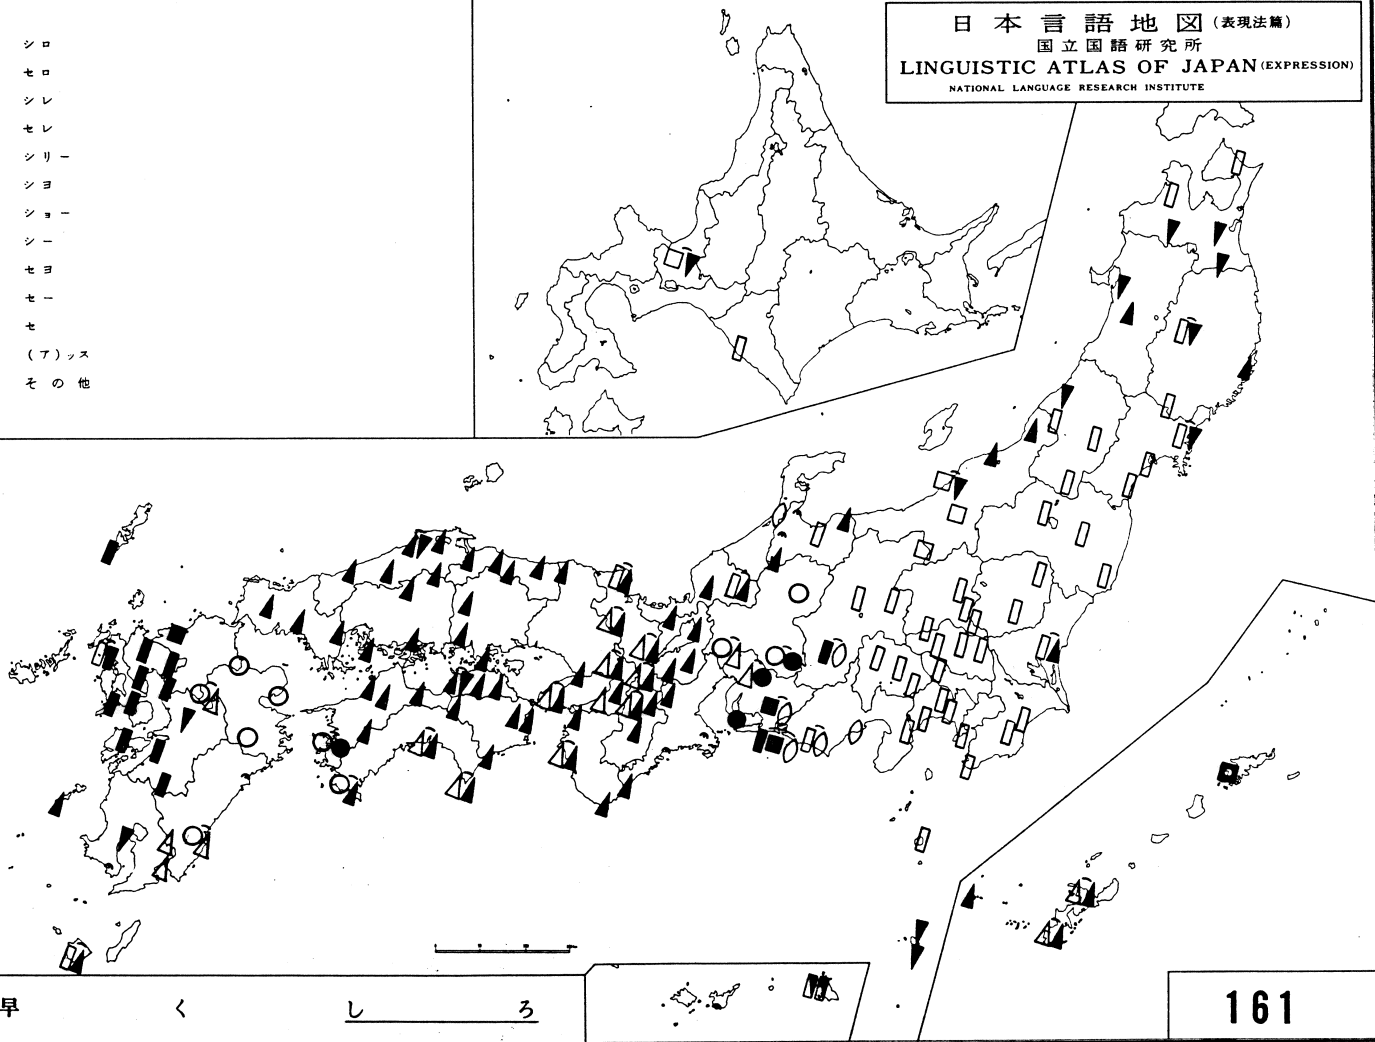 シロ
セロ
シレ
セレ
シリー
シヨ
ショー
シー
セヨ
セー
セ
(ア)ッス
その他
日本言語地図(表現法篇)
国立国語研究所
LINGUISTIC ATLAS OF JAPAN (EXPRESSION)
NATIONAL LANGUAGE RESEARCH INSTITUTE
早くしろ
161